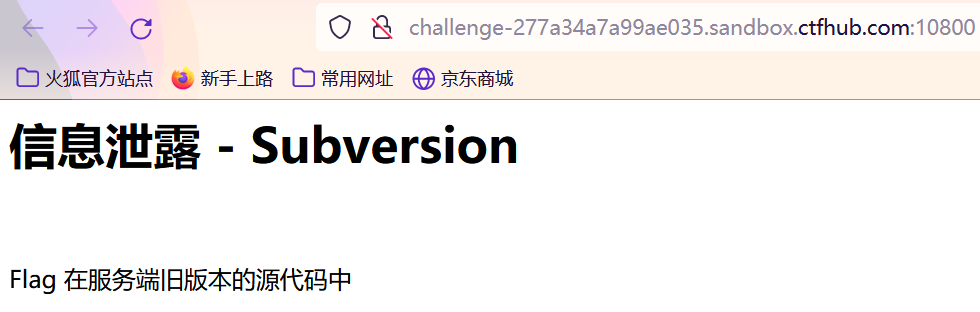 challenge-277a34a7a99ae035.sandbox.ctfhub.com:10800
火狐官方站点 新手上路 常用网址 京东商城
信息泄露 - Subversion
Flag 在服务端旧版本的源代码中